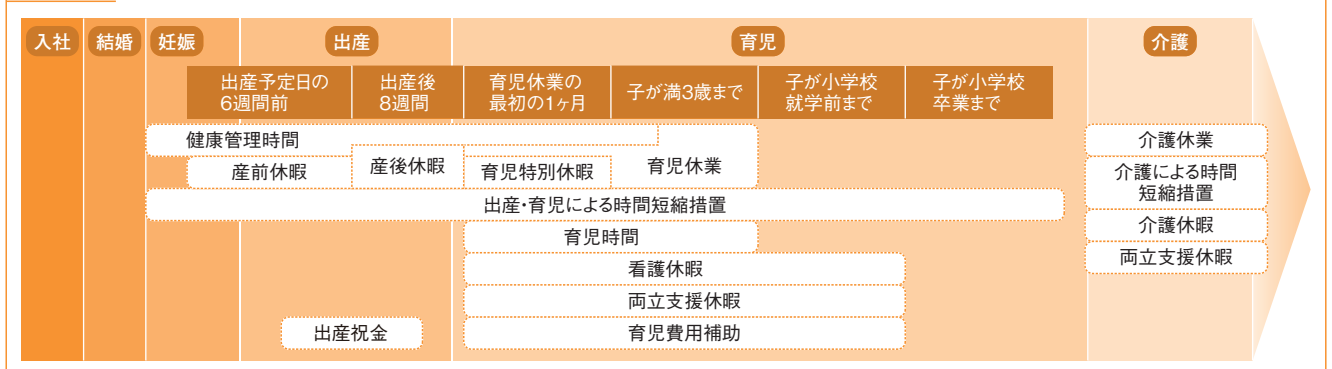 入社
結婚
妊娠
出産
育児
介護
出産予定日の
6週間前
出産後
8週間
育児休業の
最初の1ヶ月
子が満3歳まで
子が小学校
就学前まで
子が小学校
卒業まで
健康管理時間
産前休暇
産後休暇
育児特別休暇
育児休業
出産・育児による時間短縮措置
育児時間
看護休暇
両立支援休暇
出産祝金
育児費用補助
介護休業
介護による時間
短縮措置
介護休暇
両立支援休暇